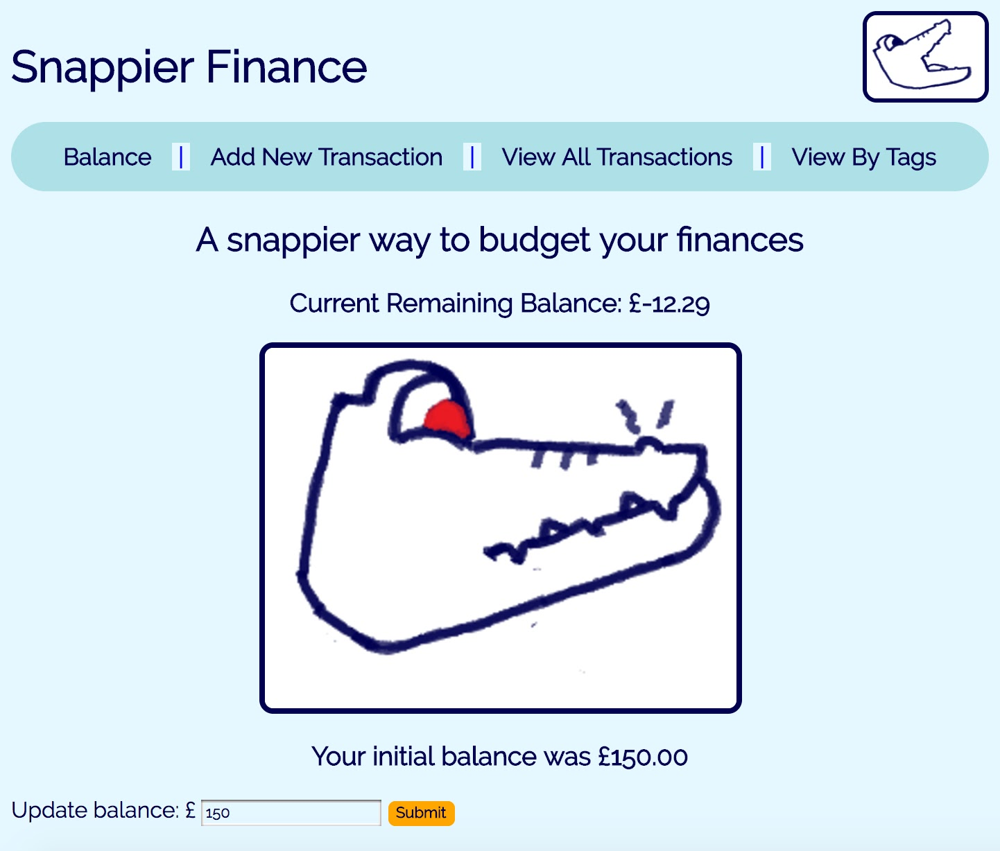 Snappier Finance
Balance | Add New Transaction | View All Transactions | View By Tags
A snappier way to budget your finances
Current Remaining Balance: £-12.29
Your initial balance was £150.00
Update balance: £ 150 Submit